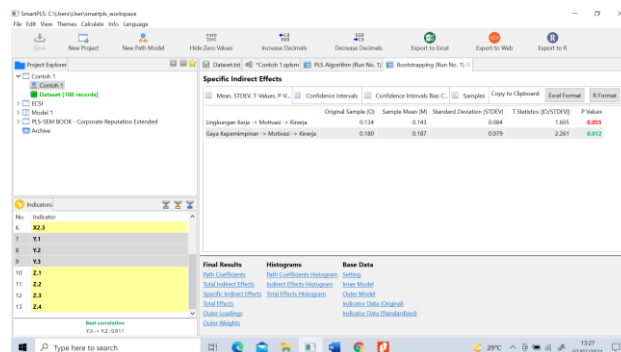 SmartPLS: C:\Users\User\smartpls_workspace
File Edit View Themes Calculate Info Language
Save New Project New Path Model Hide Zero Values Increase Decimals Decrease Decimals Export to Excel Export to Web Export to R
Project Explorer
Contoh 1
Contoh 1
Dataset [100 records]
ECSI
Model 1
PLS-SEM BOOK - Corporate Reputation Extended
Archive
Dataset.txt *Contoh 1.splsm PLS Algorithm (Run No. 1) Bootstrapping (Run No. 1)
Specific Indirect Effects
Mean, STDEV, T-Values, P-V... Confidence Intervals Confidence Intervals Bias C... Samples Copy to Clipboard: Excel Format R Format
Original Sample (O) Sample Mean (M) Standard Deviation (STDEV) T Statistics (|O/STDEV|) P Values
Lingkungan Kerja -> Motivasi -> Kinerja 0.134 0.143 0.084 1.605 0.055
Gaya Kepemimpinan -> Motivasi -> Kinerja 0.180 0.187 0.079 2.261 0.012
Indicators
No. Indicator
6 X2.3
7 Y.1
8 Y.2
9 Y.3
10 Z.1
11 Z.2
12 Z.3
13 Z.4
Best correlation
Y.3 -> Y.2 : 0.611
Final Results Histograms Base Data
Path Coefficients Path Coefficients Histogram Setting
Total Indirect Effects Indirect Effects Histogram Inner Model
Specific Indirect Effects Total Effects Histogram Outer Model
Total Effects Indicator Data (Original)
Outer Loadings Indicator Data (Standardized)
Outer Weights
Type here to search
29°C
13:27